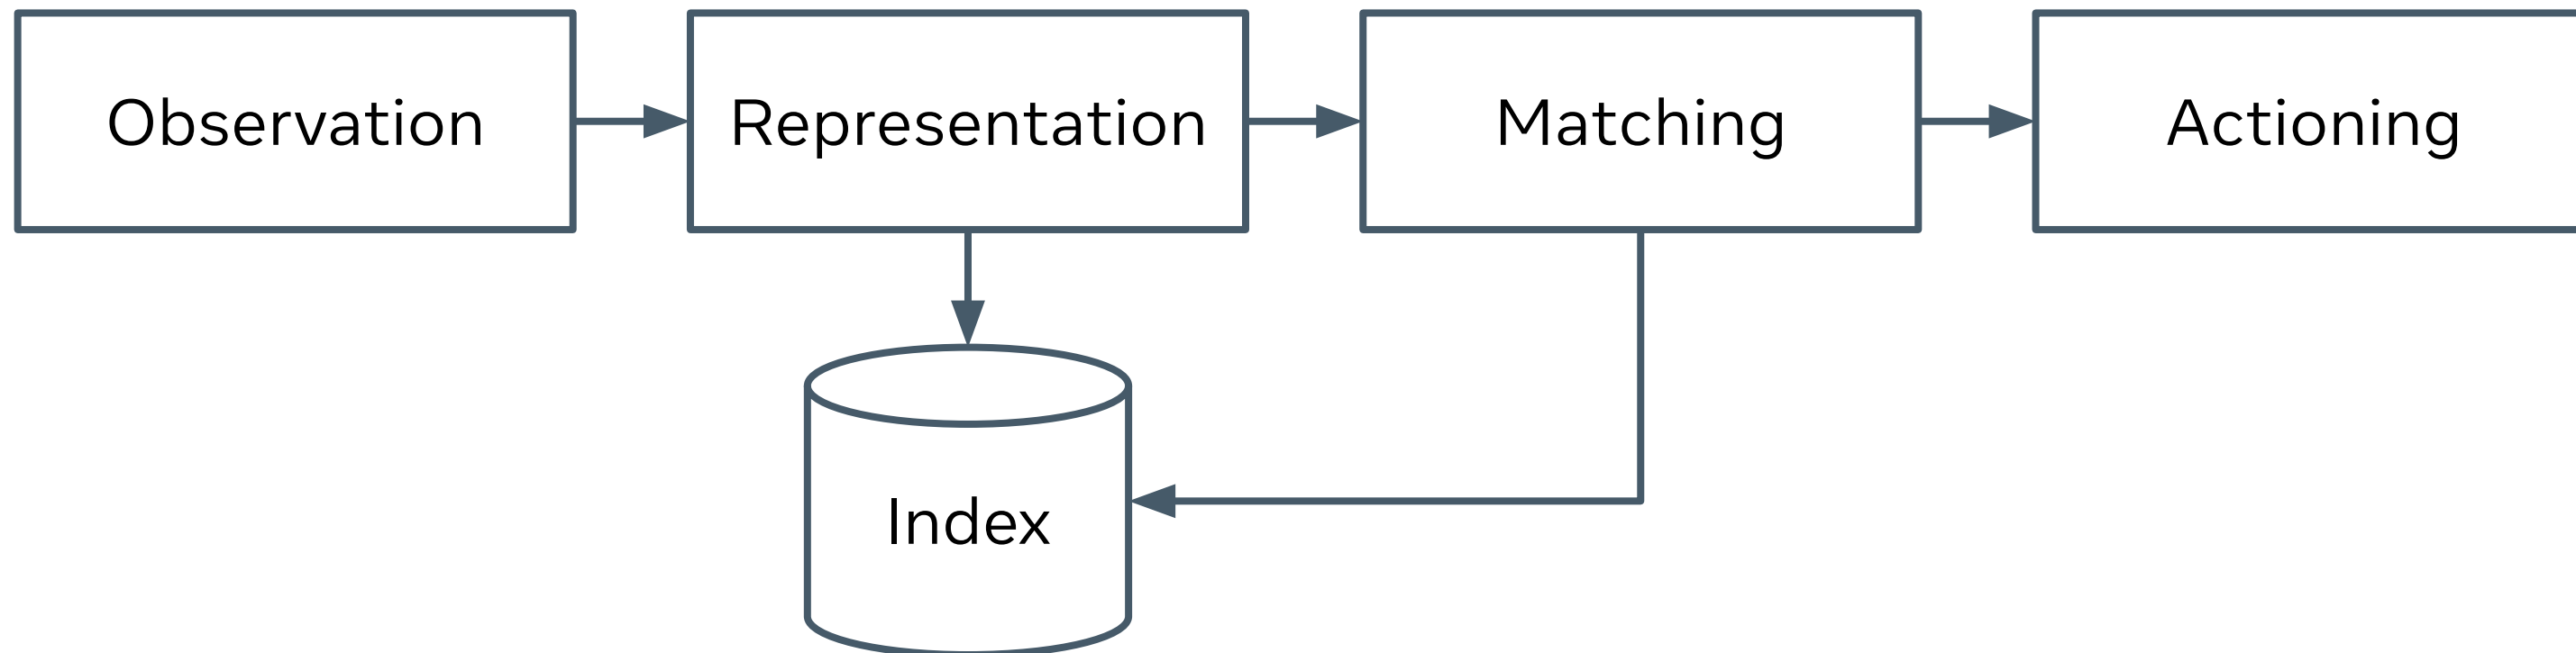 Observation
Representation
Matching
Actioning
Index